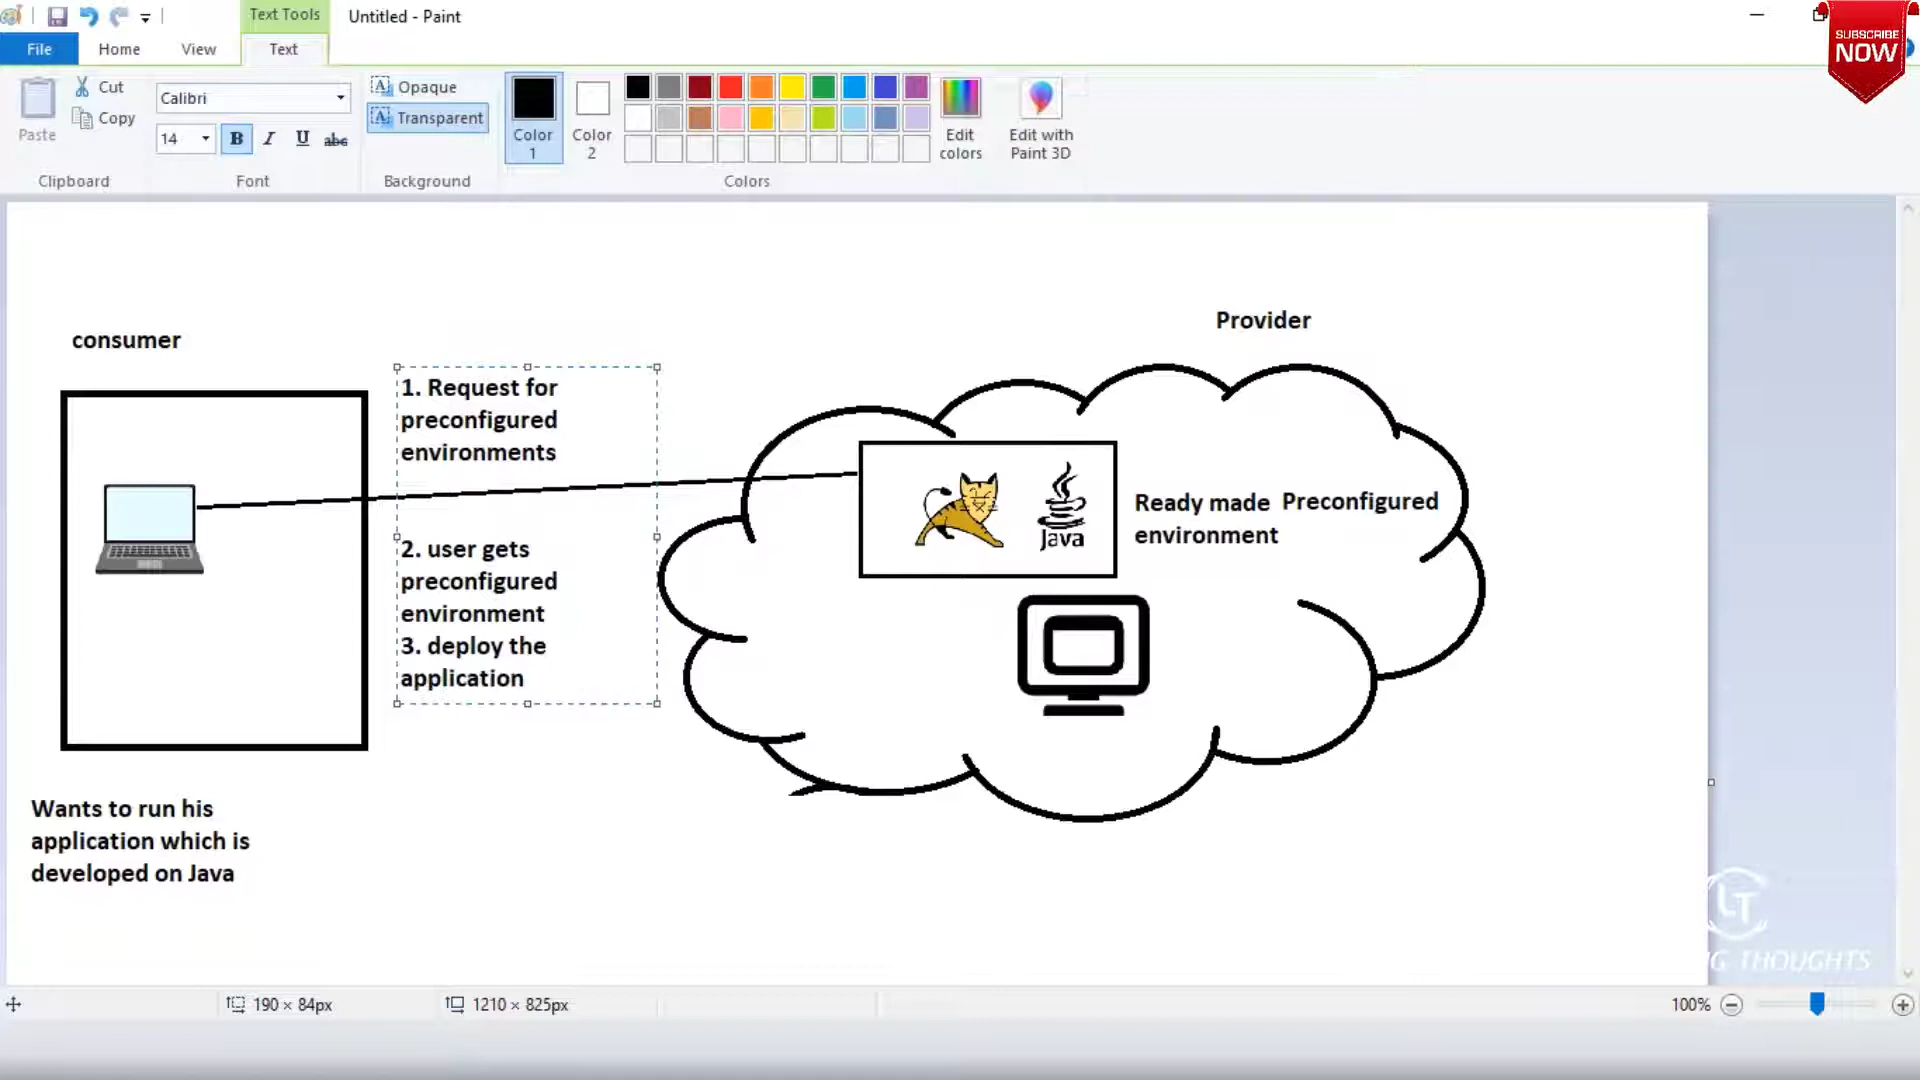 Text Tools
Untitled - Paint
SUBSCRIBE
NOW
File
Home
View
Text
Cut
Copy
Paste
Clipboard
Calibri
14
B
I
U
abc
Font
Opaque
Transparent
Background
Color
1
Color
2
Colors
Edit
colors
Edit with
Paint 3D
consumer
Provider
1. Request for
preconfigured
environments
2. user gets
preconfigured
environment
3. deploy the
application
Java
Ready made Preconfigured
environment
Wants to run his
application which is
developed on Java
LT
THOUGHTS
190 × 84px
1210 × 825px
100%